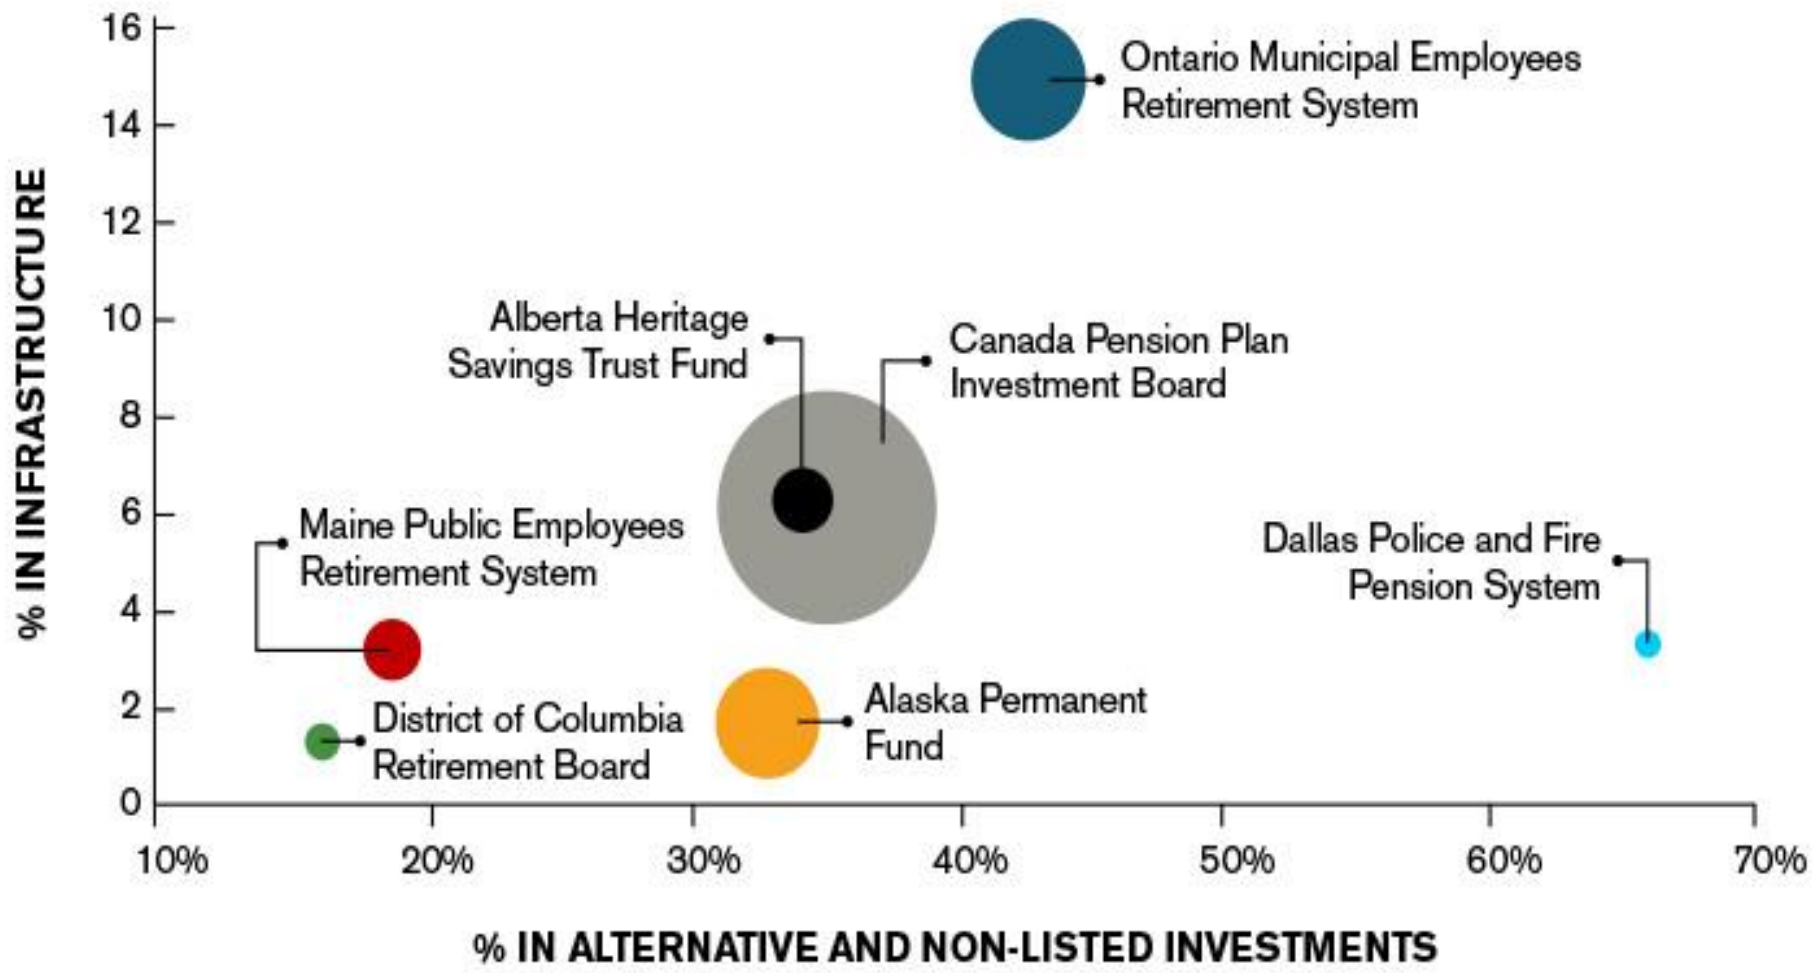 16
Ontario Municipal Employees
Retirement System
14
12
10
Alberta Heritage
Savings Trust Fund
Canada Pension Plan
Investment Board
8
6
Maine Public Employees
Retirement System
Dallas Police and Fire
Pension System
4
2
Alaska Permanent
Fund
District of Columbia
Retirement Board
0
% IN INFRASTRUCTURE
10% 20% 30% 40% 50% 60% 70%
% IN ALTERNATIVE AND NON-LISTED INVESTMENTS